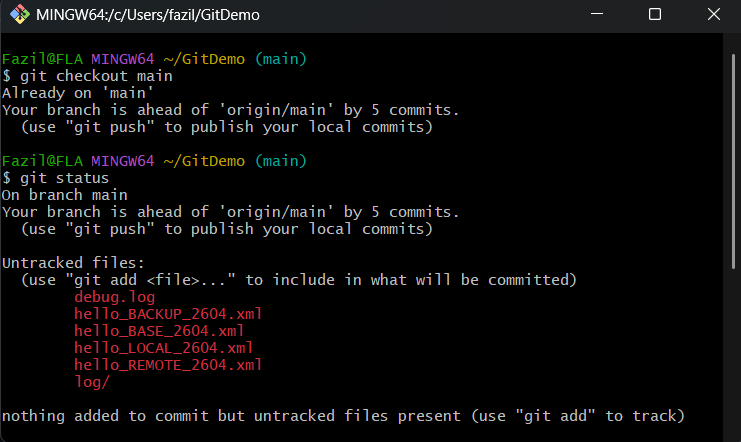 MINGW64:/c/Users/fazil/GitDemo
Fazil@FLA MINGW64 ~/GitDemo (main)
$ git checkout main
Already on 'main'
Your branch is ahead of 'origin/main' by 5 commits.
  (use "git push" to publish your local commits)

Fazil@FLA MINGW64 ~/GitDemo (main)
$ git status
On branch main
Your branch is ahead of 'origin/main' by 5 commits.
  (use "git push" to publish your local commits)

Untracked files:
  (use "git add <file>..." to include in what will be committed)
        debug.log
        hello_BACKUP_2604.xml
        hello_BASE_2604.xml
        hello_LOCAL_2604.xml
        hello_REMOTE_2604.xml
        log/

nothing added to commit but untracked files present (use "git add" to track)